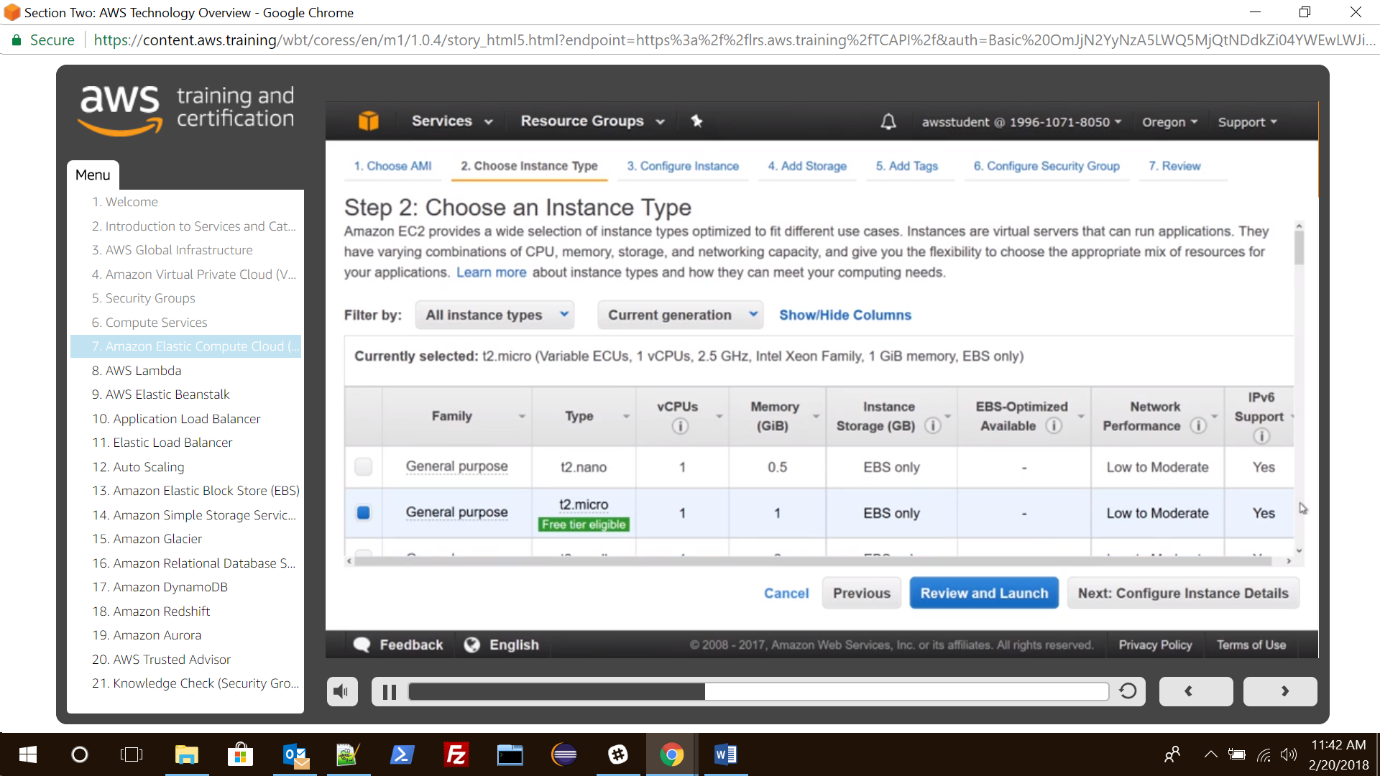 Section Two: AWS Technology Overview - Google Chrome
Secure https://content.aws.training/wbt/coress/en/m1/1.0.4/story_html5.html?endpoint=https%3a%2f%2flrs.aws.training%2fTCAPI%2f&auth=Basic%20OmJjN2YyNzA5LWQ5MjQtNDdkZi04YWEwLWJi...
aws training and certification
Menu
1. Welcome
2. Introduction to Services and Cat...
3. AWS Global Infrastructure
4. Amazon Virtual Private Cloud (V...
5. Security Groups
6. Compute Services
7. Amazon Elastic Compute Cloud (...
8. AWS Lambda
9. AWS Elastic Beanstalk
10. Application Load Balancer
11. Elastic Load Balancer
12. Auto Scaling
13. Amazon Elastic Block Store (EBS)
14. Amazon Simple Storage Servic...
15. Amazon Glacier
16. Amazon Relational Database S...
17. Amazon DynamoDB
18. Amazon Redshift
19. Amazon Aurora
20. AWS Trusted Advisor
21. Knowledge Check (Security Gro...
Services Resource Groups awsstudent @ 1996-1071-8050 Oregon Support
1. Choose AMI 2. Choose Instance Type 3. Configure Instance 4. Add Storage 5. Add Tags 6. Configure Security Group 7. Review
Step 2: Choose an Instance Type
Amazon EC2 provides a wide selection of instance types optimized to fit different use cases. Instances are virtual servers that can run applications. They
have varying combinations of CPU, memory, storage, and networking capacity, and give you the flexibility to choose the appropriate mix of resources for
your applications. Learn more about instance types and how they can meet your computing needs.
Filter by: All instance types Current generation Show/Hide Columns
Currently selected: t2.micro (Variable ECUs, 1 vCPUs, 2.5 GHz, Intel Xeon Family, 1 GiB memory, EBS only)
Family Type vCPUs Memory (GiB) Instance Storage (GB) EBS-Optimized Available Network Performance IPv6 Support
General purpose t2.nano 1 0.5 EBS only - Low to Moderate Yes
General purpose t2.micro Free tier eligible 1 1 EBS only - Low to Moderate Yes
Cancel Previous Review and Launch Next: Configure Instance Details
Feedback English © 2008 - 2017, Amazon Web Services, Inc. or its affiliates. All rights reserved. Privacy Policy Terms of Use
11:42 AM
2/20/2018